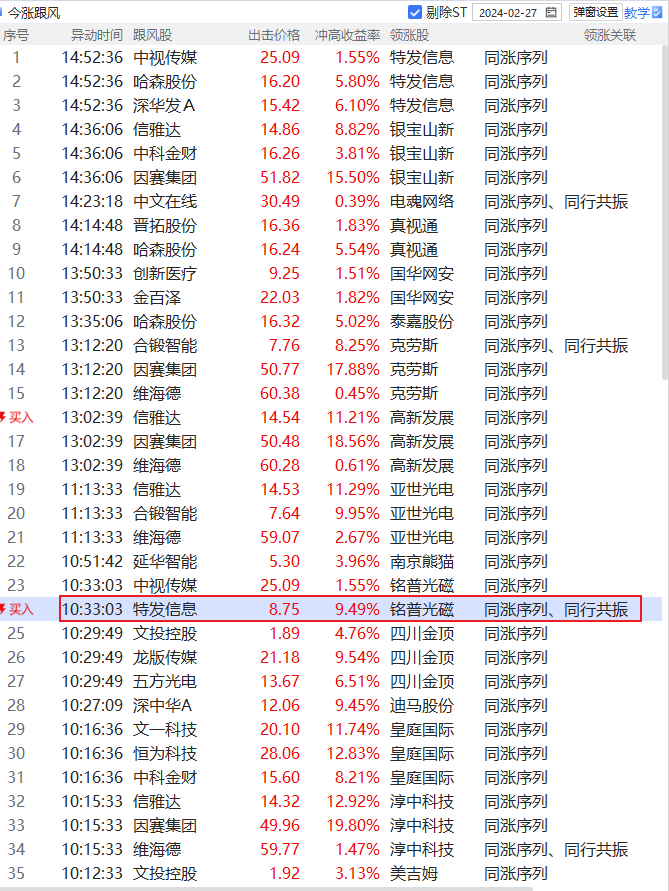 今涨跟风 剔除ST 2024-02-27 弹窗设置 教学
序号 异动时间 跟风股 出击价格 冲高收益率 领涨股 领涨关联
1 14:52:36 中视传媒 25.09 1.55% 特发信息 同涨序列
2 14:52:36 哈森股份 16.20 5.80% 特发信息 同涨序列
3 14:52:36 深华发A 15.42 6.10% 特发信息 同涨序列
4 14:36:06 信雅达 14.86 8.82% 银宝山新 同涨序列
5 14:36:06 中科金财 16.26 3.81% 银宝山新 同涨序列
6 14:36:06 因赛集团 51.82 15.50% 银宝山新 同涨序列
7 14:23:18 中文在线 30.49 0.39% 电魂网络 同涨序列、同行共振
8 14:14:48 晋拓股份 16.36 1.83% 真视通 同涨序列
9 14:14:48 哈森股份 16.24 5.54% 真视通 同涨序列
10 13:50:33 创新医疗 9.25 1.51% 国华网安 同涨序列
11 13:50:33 金百泽 22.03 1.82% 国华网安 同涨序列
12 13:35:06 哈森股份 16.32 5.02% 泰嘉股份 同涨序列
13 13:12:20 合锻智能 7.76 8.25% 克劳斯 同涨序列、同行共振
14 13:12:20 因赛集团 50.77 17.88% 克劳斯 同涨序列
15 13:12:20 维海德 60.38 0.45% 克劳斯 同涨序列
买入 13:02:39 信雅达 14.54 11.21% 高新发展 同涨序列
17 13:02:39 因赛集团 50.48 18.56% 高新发展 同涨序列
18 13:02:39 维海德 60.28 0.61% 高新发展 同涨序列
19 11:13:33 信雅达 14.53 11.29% 亚世光电 同涨序列
20 11:13:33 合锻智能 7.64 9.95% 亚世光电 同涨序列
21 11:13:33 维海德 59.07 2.67% 亚世光电 同涨序列
22 10:51:42 延华智能 5.30 3.96% 南京熊猫 同涨序列
23 10:33:03 中视传媒 25.09 1.55% 铭普光磁 同涨序列
买入 10:33:03 特发信息 8.75 9.49% 铭普光磁 同涨序列、同行共振
25 10:29:49 文投控股 1.89 4.76% 四川金顶 同涨序列
26 10:29:49 龙版传媒 21.18 9.54% 四川金顶 同涨序列
27 10:29:49 五方光电 13.67 6.51% 四川金顶 同涨序列
28 10:27:09 深中华A 12.06 9.45% 迪马股份 同涨序列
29 10:16:36 文一科技 20.10 11.74% 皇庭国际 同涨序列
30 10:16:36 恒为科技 28.06 12.83% 皇庭国际 同涨序列
31 10:16:36 中科金财 15.60 8.21% 皇庭国际 同涨序列
32 10:15:33 信雅达 14.32 12.92% 淳中科技 同涨序列
33 10:15:33 因赛集团 49.96 19.80% 淳中科技 同涨序列
34 10:15:33 维海德 59.77 1.47% 淳中科技 同涨序列、同行共振
35 10:12:33 文投控股 1.92 3.13% 美吉姆 同涨序列